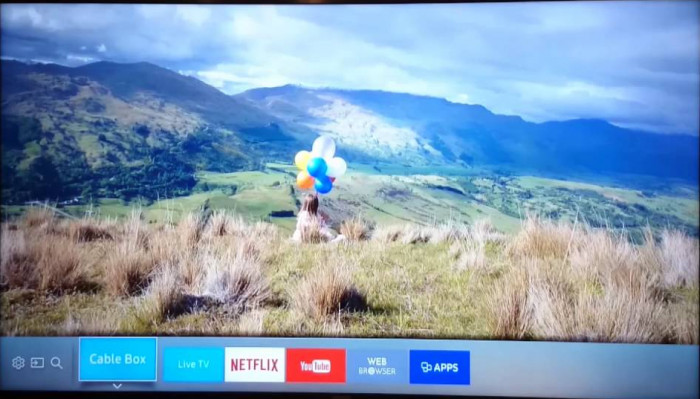 Cable Box
Live TV
NETFLIX
YouTube
WEB
BROWSER
APPS